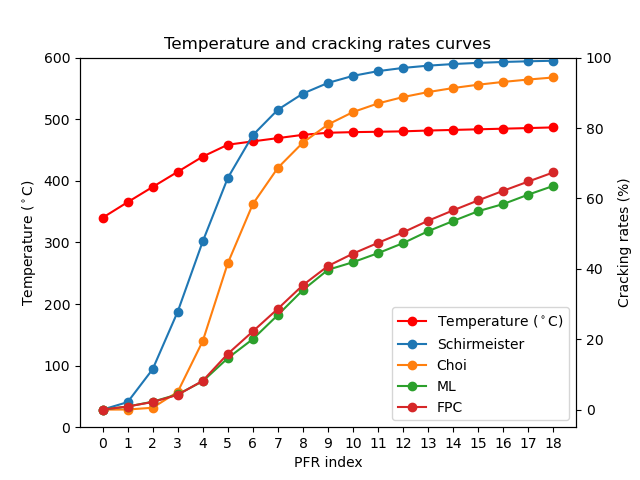 Temperature and cracking rates curves
Temperature (°C)
Cracking rates (%)
600
500
400
300
200
100
0
100
80
60
40
20
0
Temperature (°C)
Schirmeister
Choi
ML
FPC
0 1 2 3 4 5 6 7 8 9 10 11 12 13 14 15 16 17 18
PFR index